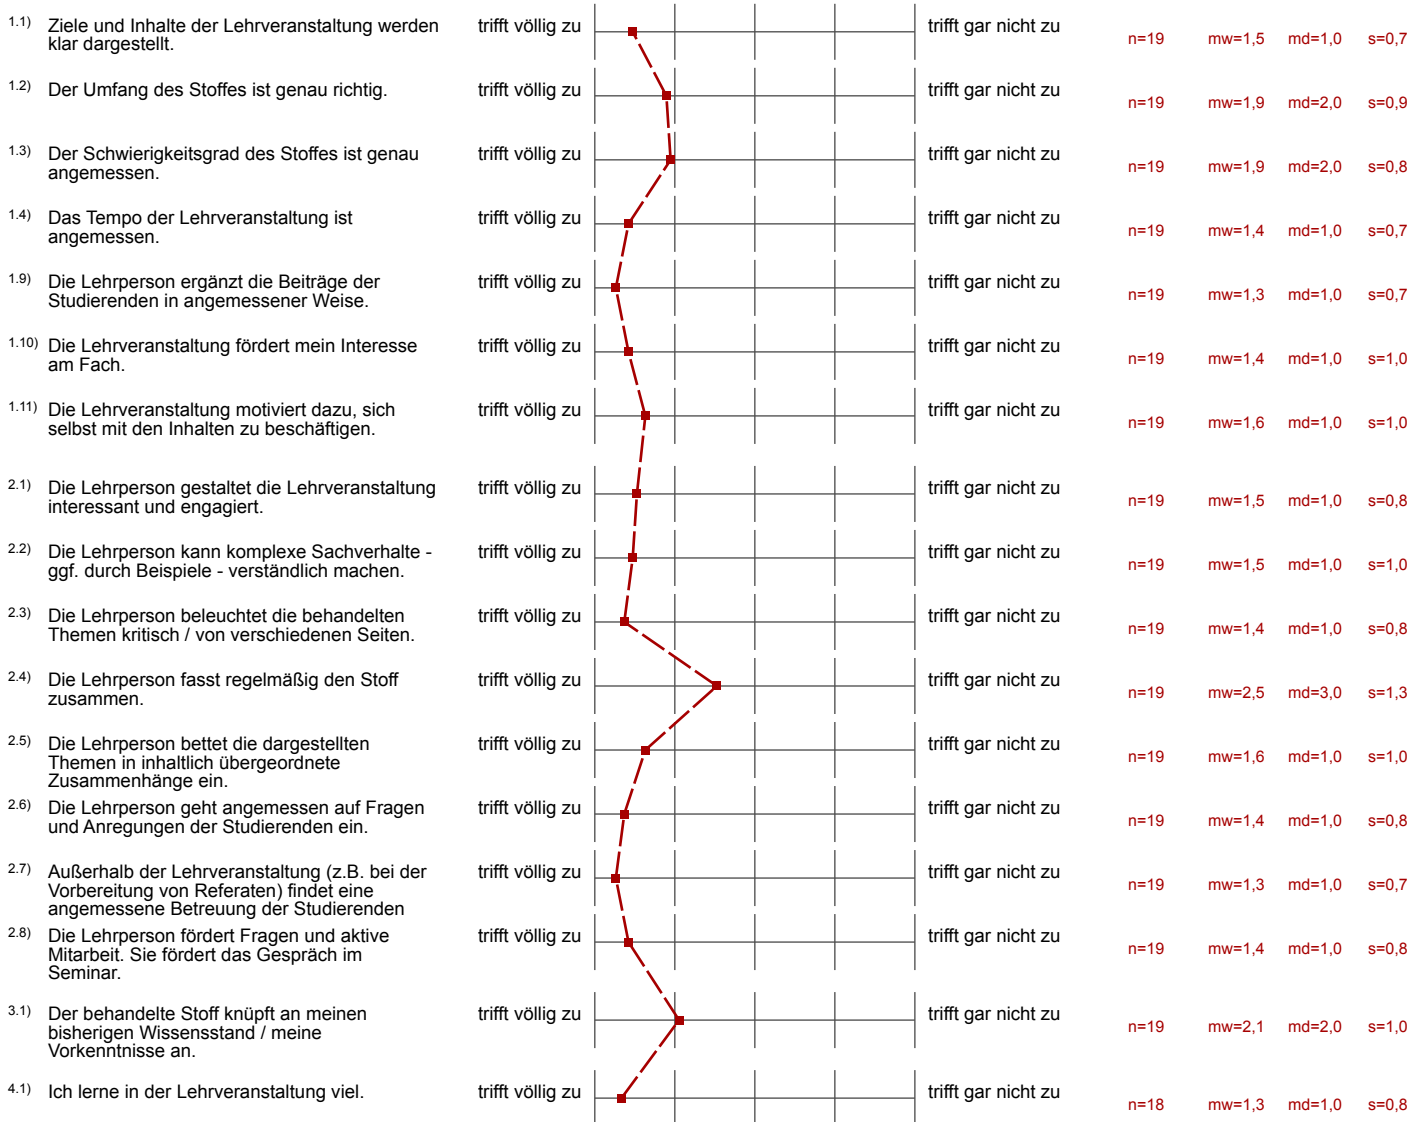 1.1) Ziele und Inhalte der Lehrveranstaltung werden
klar dargestellt.
trifft völlig zu trifft gar nicht zu n=19 mw=1,5 md=1,0 s=0,7
1.2) Der Umfang des Stoffes ist genau richtig.
trifft völlig zu trifft gar nicht zu n=19 mw=1,9 md=2,0 s=0,9
1.3) Der Schwierigkeitsgrad des Stoffes ist genau
angemessen.
trifft völlig zu trifft gar nicht zu n=19 mw=1,9 md=2,0 s=0,8
1.4) Das Tempo der Lehrveranstaltung ist
angemessen.
trifft völlig zu trifft gar nicht zu n=19 mw=1,4 md=1,0 s=0,7
1.9) Die Lehrperson ergänzt die Beiträge der
Studierenden in angemessener Weise.
trifft völlig zu trifft gar nicht zu n=19 mw=1,3 md=1,0 s=0,7
1.10) Die Lehrveranstaltung fördert mein Interesse
am Fach.
trifft völlig zu trifft gar nicht zu n=19 mw=1,4 md=1,0 s=1,0
1.11) Die Lehrveranstaltung motiviert dazu, sich
selbst mit den Inhalten zu beschäftigen.
trifft völlig zu trifft gar nicht zu n=19 mw=1,6 md=1,0 s=1,0
2.1) Die Lehrperson gestaltet die Lehrveranstaltung
interessant und engagiert.
trifft völlig zu trifft gar nicht zu n=19 mw=1,5 md=1,0 s=0,8
2.2) Die Lehrperson kann komplexe Sachverhalte -
ggf. durch Beispiele - verständlich machen.
trifft völlig zu trifft gar nicht zu n=19 mw=1,5 md=1,0 s=1,0
2.3) Die Lehrperson beleuchtet die behandelten
Themen kritisch / von verschiedenen Seiten.
trifft völlig zu trifft gar nicht zu n=19 mw=1,4 md=1,0 s=0,8
2.4) Die Lehrperson fasst regelmäßig den Stoff
zusammen.
trifft völlig zu trifft gar nicht zu n=19 mw=2,5 md=3,0 s=1,3
2.5) Die Lehrperson bettet die dargestellten
Themen in inhaltlich übergeordnete
Zusammenhänge ein.
trifft völlig zu trifft gar nicht zu n=19 mw=1,6 md=1,0 s=1,0
2.6) Die Lehrperson geht angemessen auf Fragen
und Anregungen der Studierenden ein.
trifft völlig zu trifft gar nicht zu n=19 mw=1,4 md=1,0 s=0,8
2.7) Außerhalb der Lehrveranstaltung (z.B. bei der
Vorbereitung von Referaten) findet eine
angemessene Betreuung der Studierenden
trifft völlig zu trifft gar nicht zu n=19 mw=1,3 md=1,0 s=0,7
2.8) Die Lehrperson fördert Fragen und aktive
Mitarbeit. Sie fördert das Gespräch im
Seminar.
trifft völlig zu trifft gar nicht zu n=19 mw=1,4 md=1,0 s=0,8
3.1) Der behandelte Stoff knüpft an meinen
bisherigen Wissensstand / meine
Vorkenntnisse an.
trifft völlig zu trifft gar nicht zu n=19 mw=2,1 md=2,0 s=1,0
4.1) Ich lerne in der Lehrveranstaltung viel.
trifft völlig zu trifft gar nicht zu n=18 mw=1,3 md=1,0 s=0,8